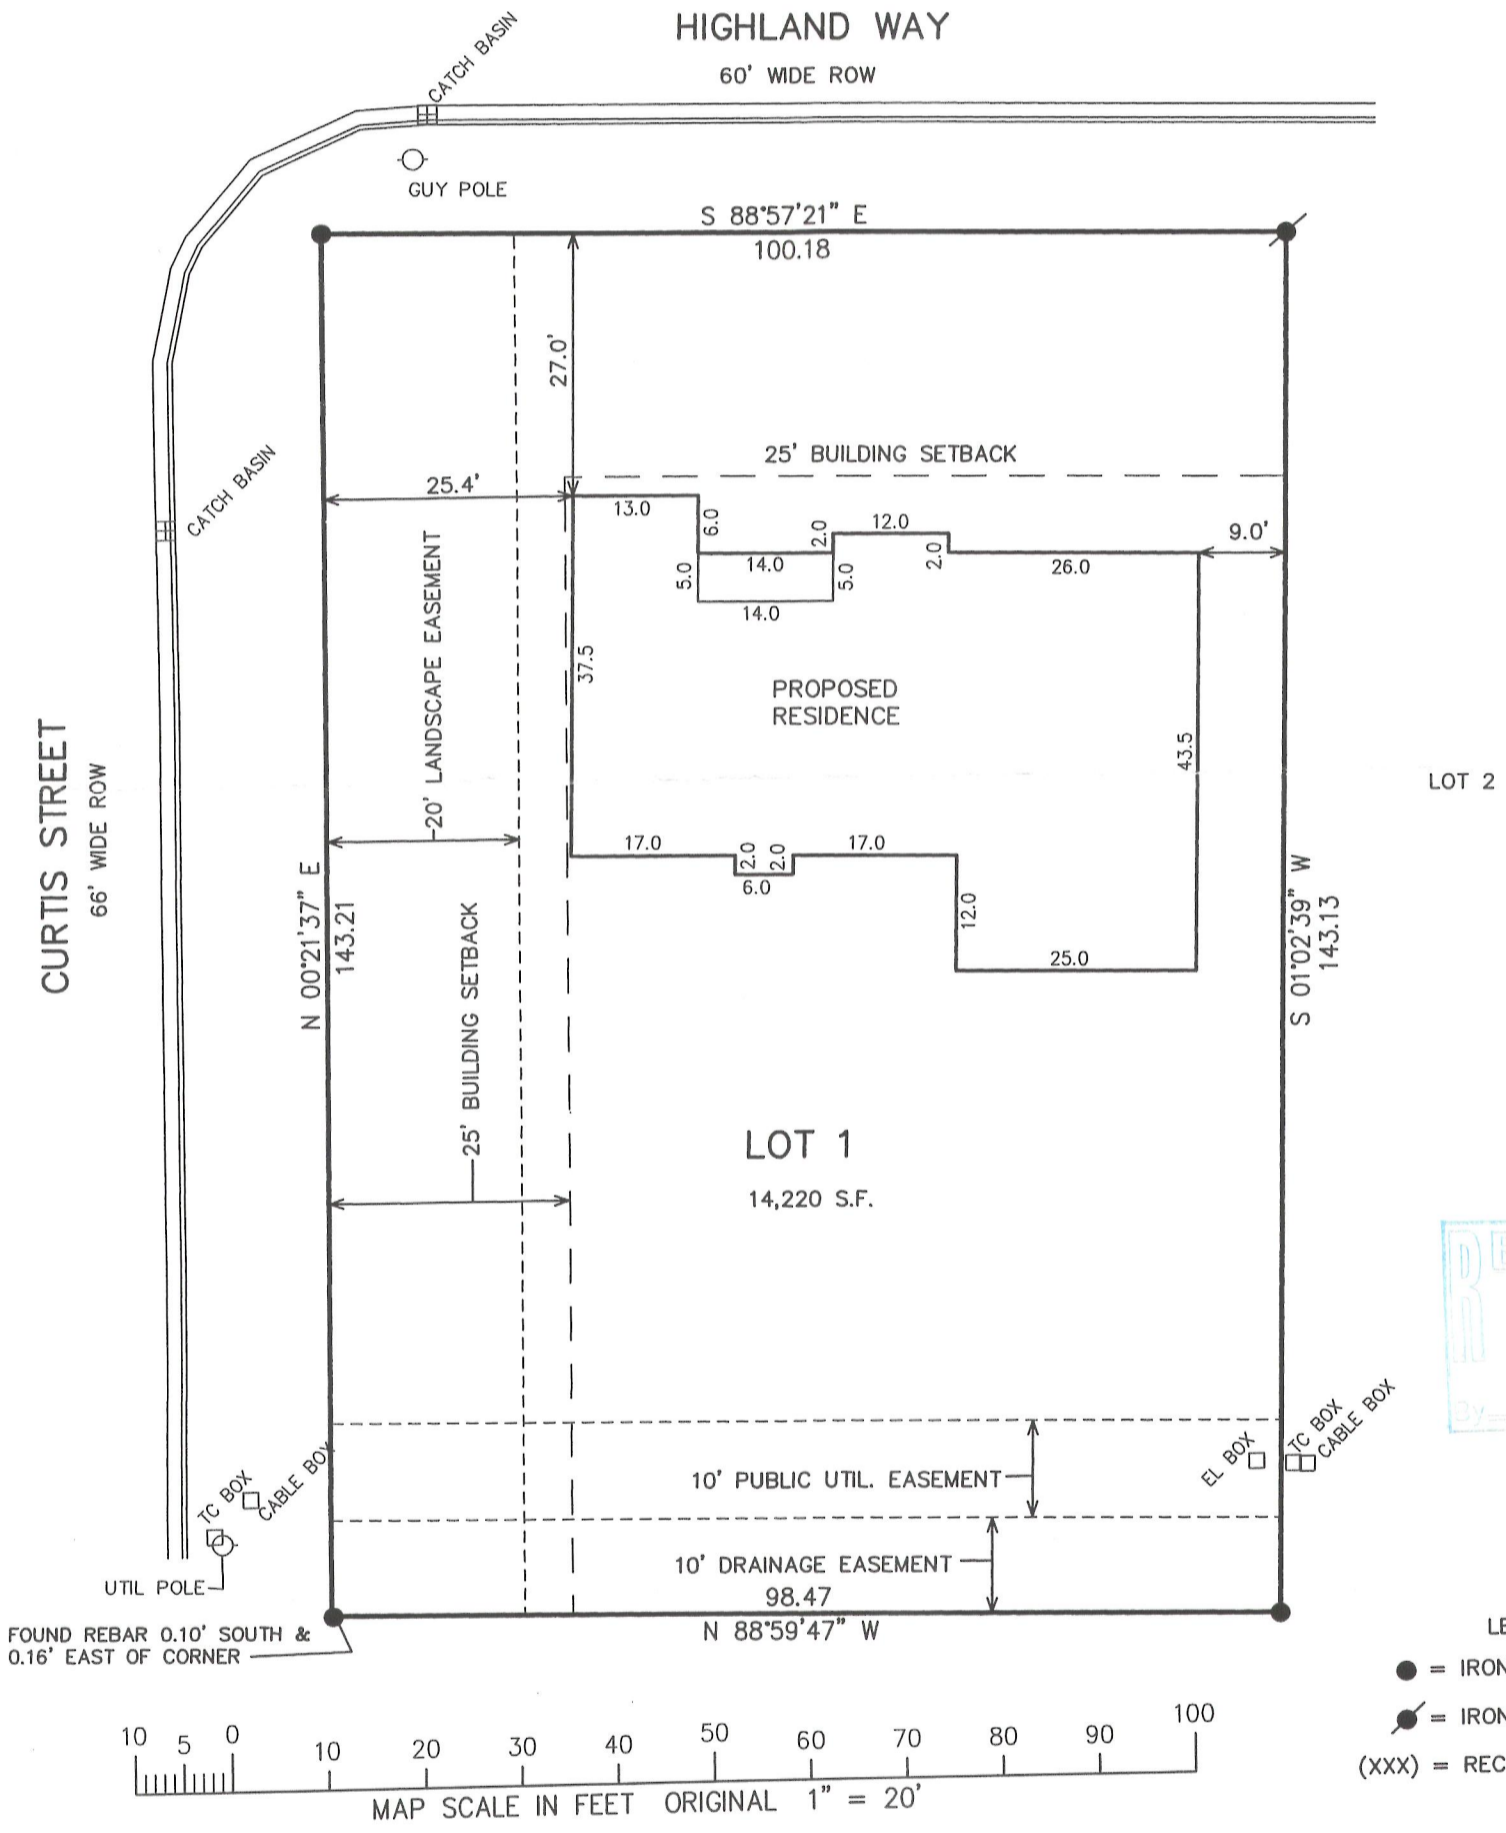 HIGHLAND WAY
60' WIDE ROW
CATCH BASIN
GUY POLE
S 88°57'21" E
100.18
27.0'
25' BUILDING SETBACK
CATCH BASIN
25.4'
13.0
6.0
2.0
12.0
2.0
9.0'
14.0
26.0
5.0
5.0
14.0
20' LANDSCAPE EASEMENT
37.5
PROPOSED
RESIDENCE
43.5
LOT 2
CURTIS STREET
66' WIDE ROW
17.0
2.0
2.0
17.0
6.0
12.0
25.0
N 00°21'37" E
143.21
S 01°02'39" W
143.13
25' BUILDING SETBACK
LOT 1
14,220 S.F.
By
TC BOX
CABLE BOX
EL BOX
TC BOX
CABLE BOX
10' PUBLIC UTIL. EASEMENT
10' DRAINAGE EASEMENT
UTIL POLE
98.47
N 88°59'47" W
FOUND REBAR 0.10' SOUTH &
0.16' EAST OF CORNER
LE
= IRON
= IRON
(XXX) = REC
10 5 0 10 20 30 40 50 60 70 80 90 100
MAP SCALE IN FEET ORIGINAL 1" = 20'